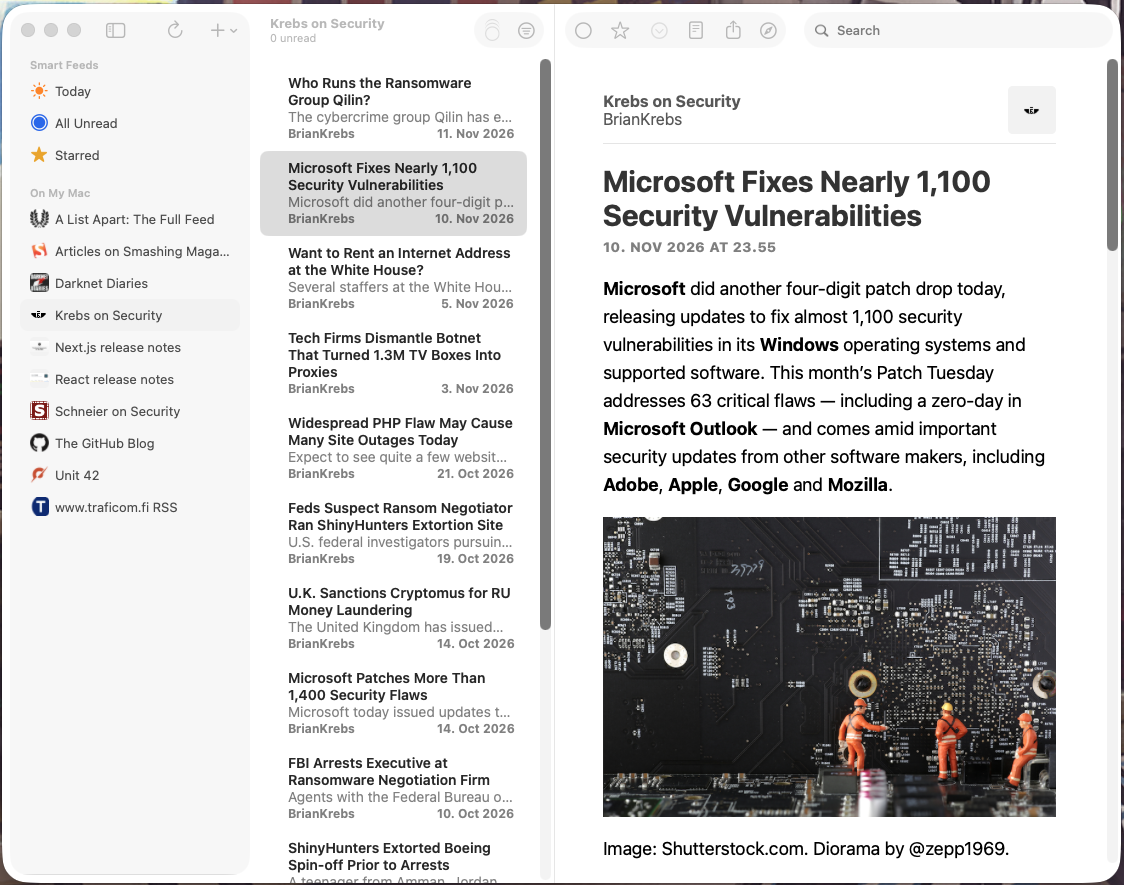 Smart Feeds
Today
All Unread
Starred
On My Mac
A List Apart: The Full Feed
Articles on Smashing Maga...
Darknet Diaries
Krebs on Security
Next.js release notes
React release notes
Schneier on Security
The GitHub Blog
Unit 42
www.traficom.fi RSS
Krebs on Security
0 unread
Who Runs the Ransomware
Group Qilin?
The cybercrime group Qilin has e...
BrianKrebs 11. Nov 2026
Microsoft Fixes Nearly 1,100
Security Vulnerabilities
Microsoft did another four-digit p...
BrianKrebs 10. Nov 2026
Want to Rent an Internet Address
at the White House?
Several staffers at the White Hou...
BrianKrebs 5. Nov 2026
Tech Firms Dismantle Botnet
That Turned 1.3M TV Boxes Into
Proxies
BrianKrebs 3. Nov 2026
Widespread PHP Flaw May Cause
Many Site Outages Today
Expect to see quite a few websit...
BrianKrebs 21. Oct 2026
Feds Suspect Ransom Negotiator
Ran ShinyHunters Extortion Site
U.S. federal investigators pursuin...
BrianKrebs 19. Oct 2026
U.K. Sanctions Cryptomus for RU
Money Laundering
The United Kingdom has issued...
BrianKrebs 14. Oct 2026
Microsoft Patches More Than
1,400 Security Flaws
Microsoft today issued updates t...
BrianKrebs 14. Oct 2026
FBI Arrests Executive at
Ransomware Negotiation Firm
Agents with the Federal Bureau o...
BrianKrebs 10. Oct 2026
ShinyHunters Extorted Boeing
Spin-off Prior to Arrests
A teenager from Amman, Jordan
Search
Krebs on Security
BrianKrebs
Microsoft Fixes Nearly 1,100
Security Vulnerabilities
10. NOV 2026 AT 23.55
Microsoft did another four-digit patch drop today,
releasing updates to fix almost 1,100 security
vulnerabilities in its Windows operating systems and
supported software. This month's Patch Tuesday
addresses 63 critical flaws — including a zero-day in
Microsoft Outlook — and comes amid important
security updates from other software makers, including
Adobe, Apple, Google and Mozilla.
Image: Shutterstock.com. Diorama by @zepp1969.